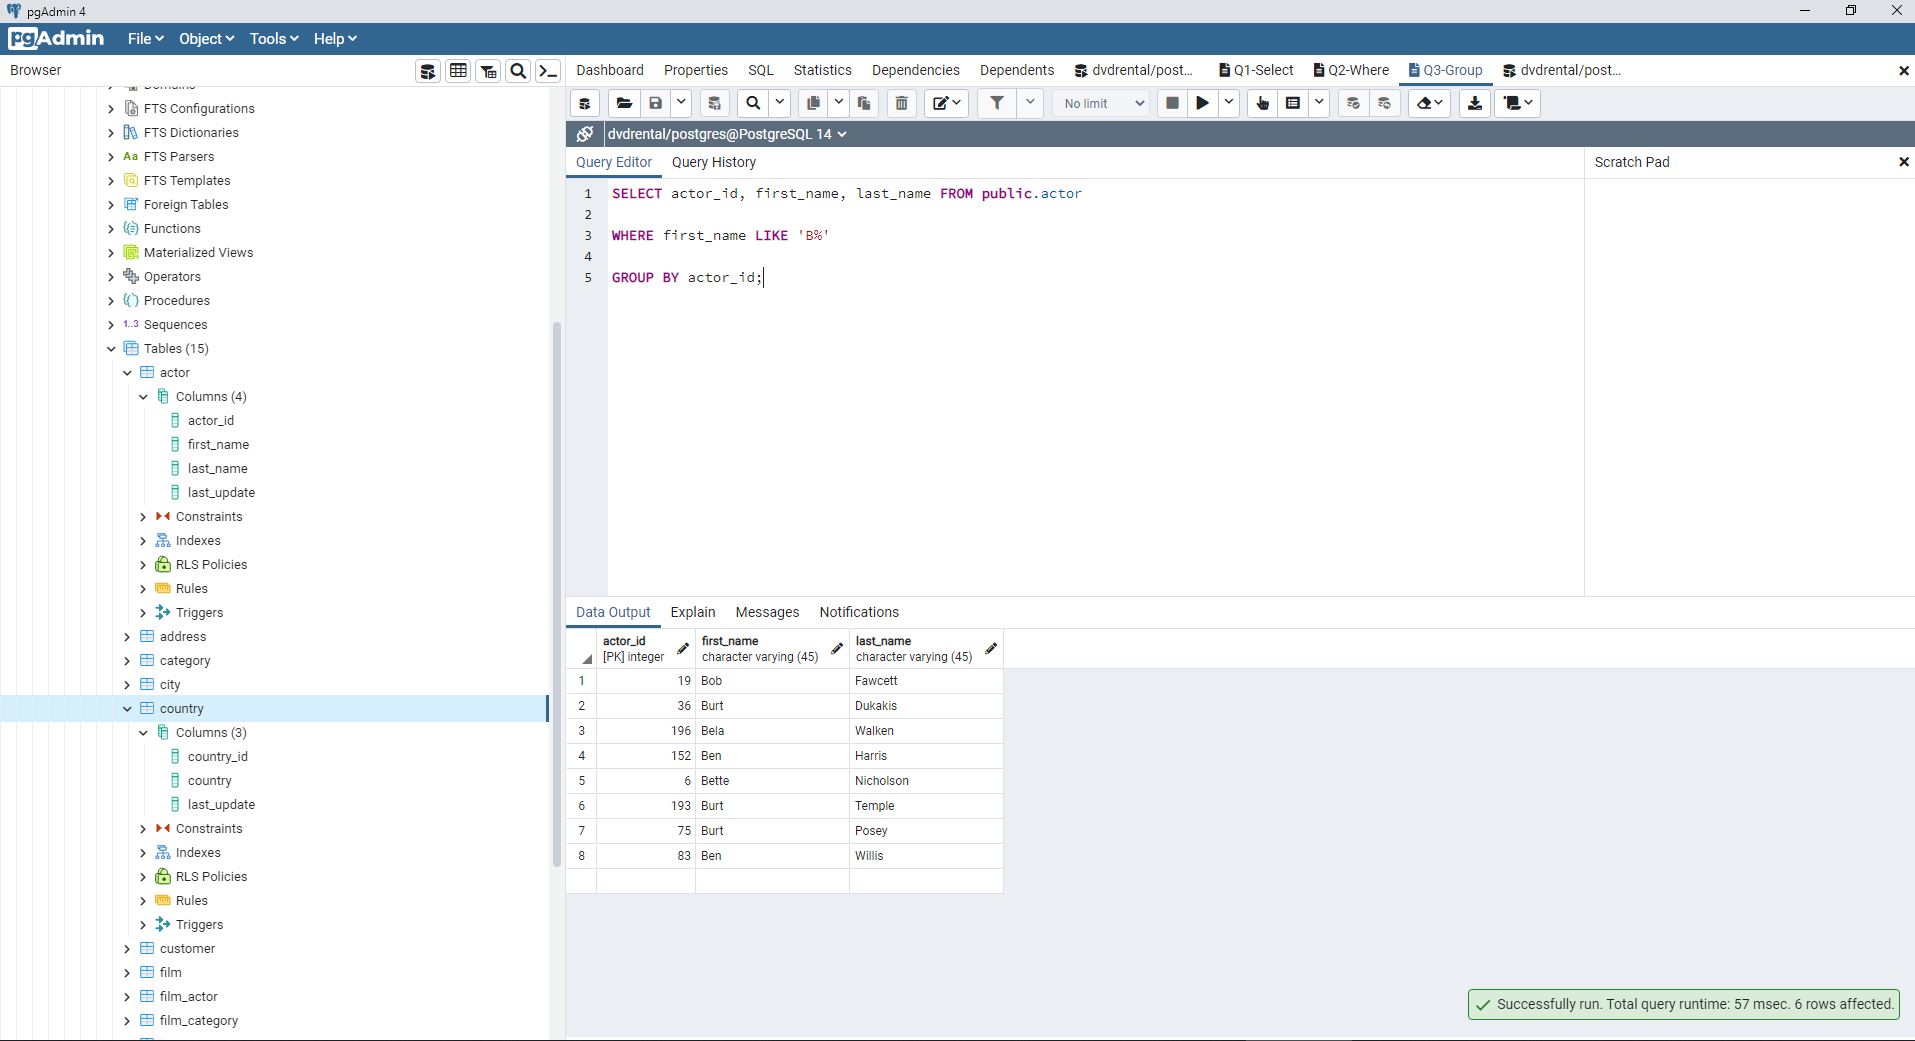 pgAdmin 4
pgAdmin File Object Tools Help
Browser
Dashboard Properties SQL Statistics Dependencies Dependents dvdrental/post... Q1-Select Q2-Where Q3-Group dvdrental/post...
No limit
dvdrental/postgres@PostgreSQL 14
Query Editor Query History
Scratch Pad
1 SELECT actor_id, first_name, last_name FROM public.actor
2
3 WHERE first_name LIKE 'B%'
4
5 GROUP BY actor_id;
Domains
FTS Configurations
FTS Dictionaries
Aa FTS Parsers
FTS Templates
Foreign Tables
Functions
Materialized Views
Operators
Procedures
1..3 Sequences
Tables (15)
actor
Columns (4)
actor_id
first_name
last_name
last_update
Constraints
Indexes
RLS Policies
Rules
Triggers
address
category
city
country
Columns (3)
country_id
country
last_update
Constraints
Indexes
RLS Policies
Rules
Triggers
customer
film
film_actor
film_category
Data Output Explain Messages Notifications
actor_id first_name last_name
[PK] integer character varying (45) character varying (45)
1 19 Bob Fawcett
2 36 Burt Dukakis
3 196 Bela Walken
4 152 Ben Harris
5 6 Bette Nicholson
6 193 Burt Temple
7 75 Burt Posey
8 83 Ben Willis
Successfully run. Total query runtime: 57 msec. 6 rows affected.